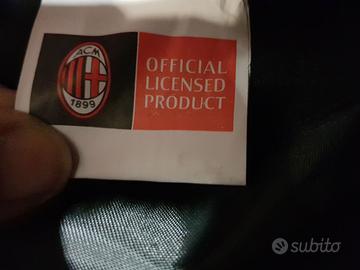 ACM
1899
OFFICIAL
LICENSED
PRODUCT
subito